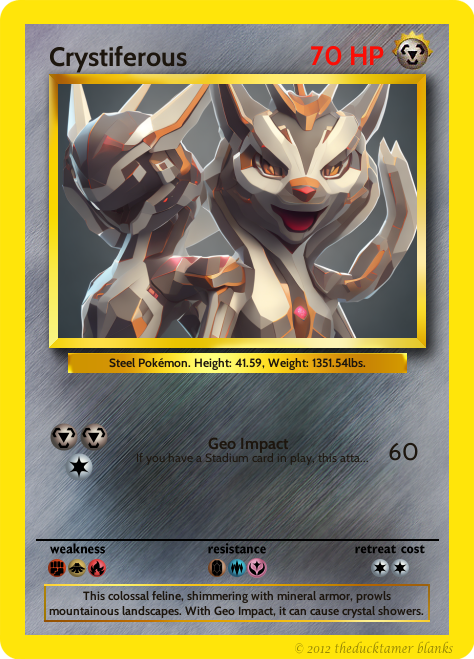 Crystiferous 70 HP
Steel Pokémon. Height: 41.59, Weight: 1351.54lbs.
Geo Impact
If you have a Stadium card in play, this atta...
60
weakness resistance retreat cost
This colossal feline, shimmering with mineral armor, prowls
mountainous landscapes. With Geo Impact, it can cause crystal showers.
© 2012 theducktamer blanks